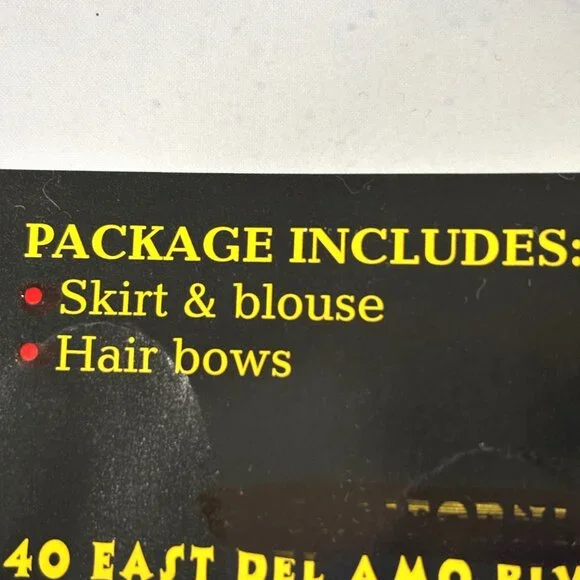 PACKAGE INCLUDES:
• Skirt & blouse
• Hair bows
40 EAST DEL AMO